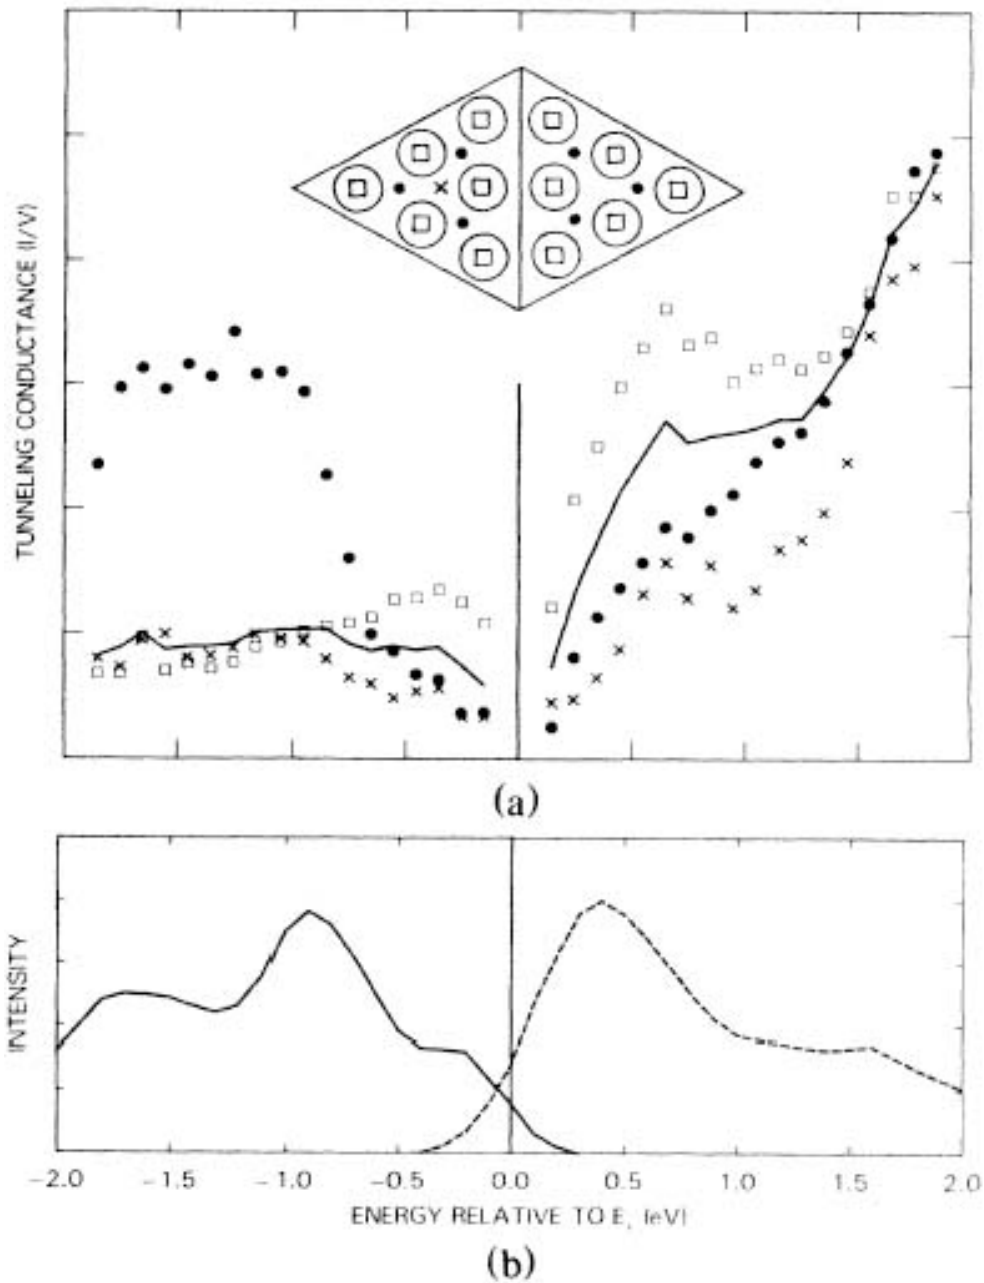 TUNNELING CONDUCTANCE (I/V)
(a)
INTENSITY
-2.0 -1.5 -1.0 -0.5 0.0 0.5 1.0 1.5 2.0
ENERGY RELATIVE TO E, (eV)
(b)